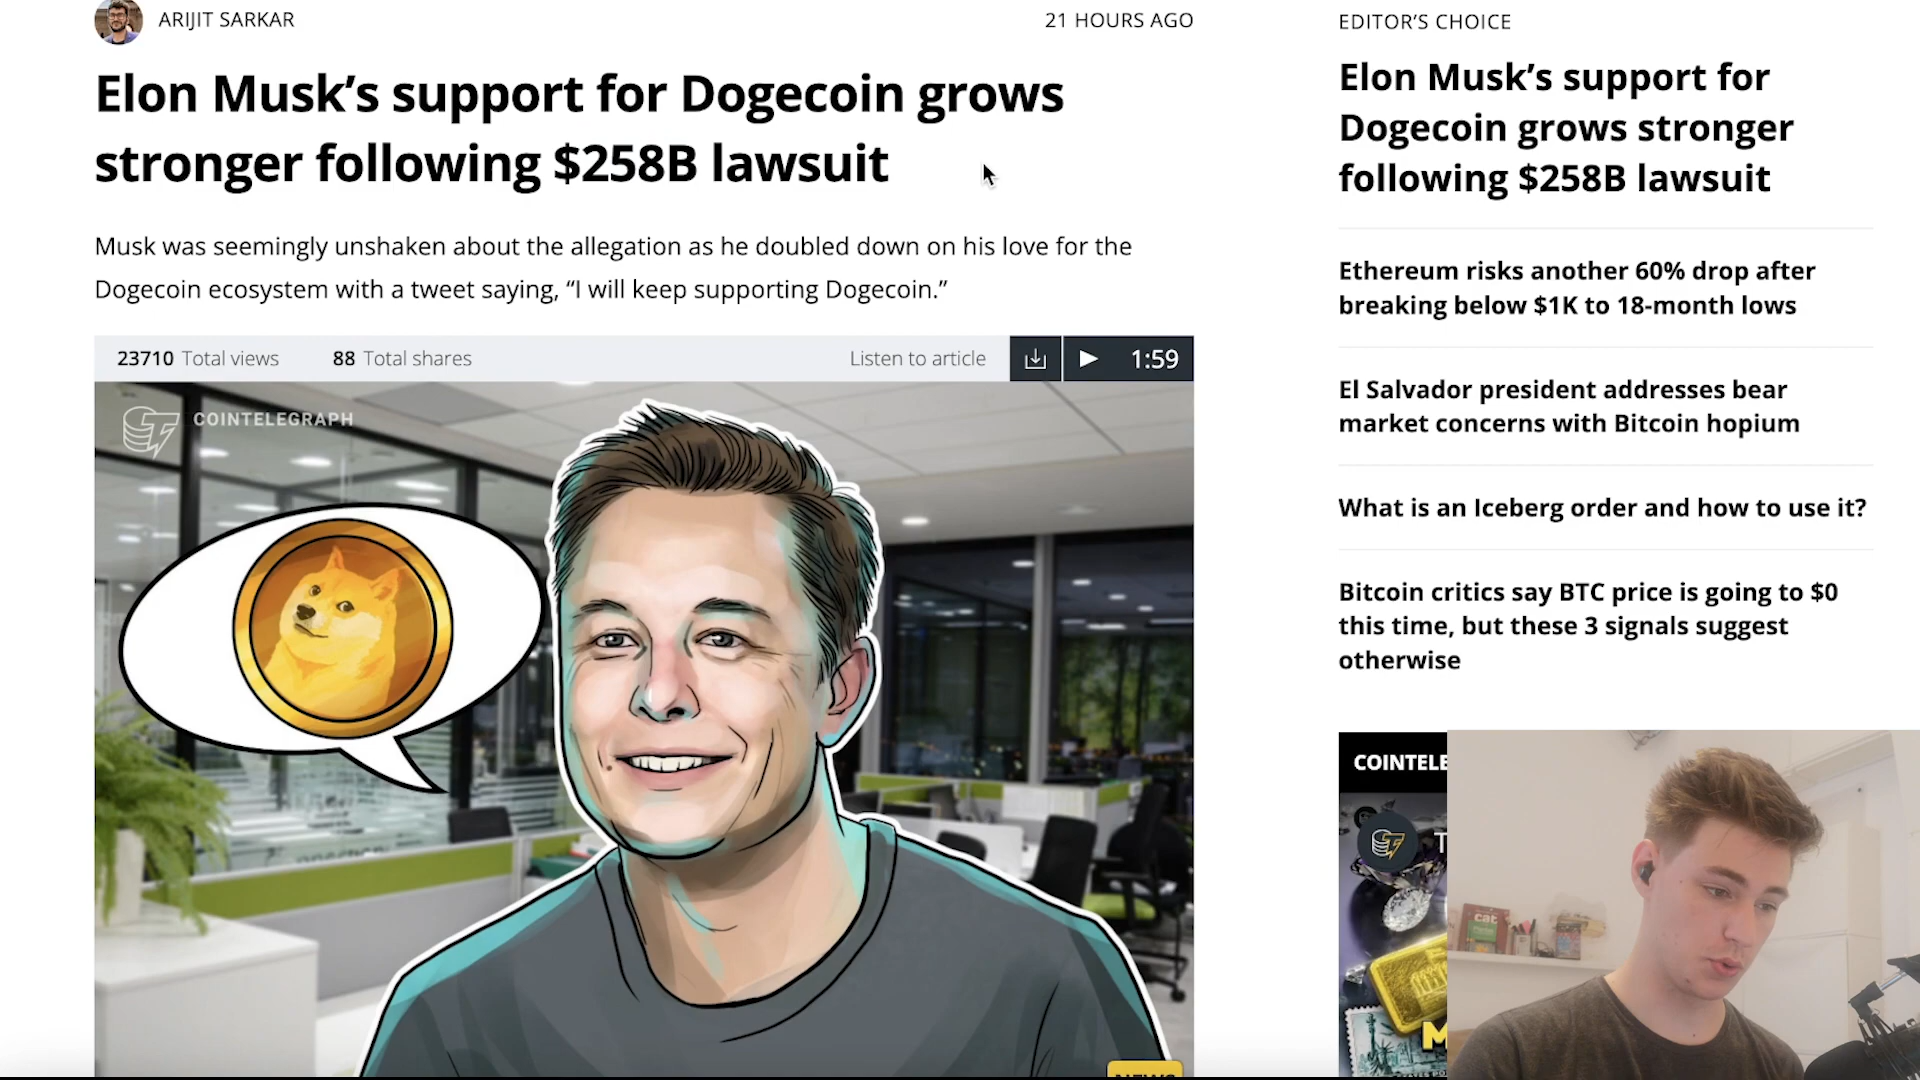 ARIJIT SARKAR
21 HOURS AGO
Elon Musk’s support for Dogecoin grows
stronger following $258B lawsuit
Musk was seemingly unshaken about the allegation as he doubled down on his love for the
Dogecoin ecosystem with a tweet saying, “I will keep supporting Dogecoin.”
23710 Total views
88 Total shares
Listen to article
1:59
COINTELEGRAPH
NEWS
EDITOR’S CHOICE
Elon Musk’s support for
Dogecoin grows stronger
following $258B lawsuit
Ethereum risks another 60% drop after
breaking below $1K to 18-month lows
El Salvador president addresses bear
market concerns with Bitcoin hopium
What is an Iceberg order and how to use it?
Bitcoin critics say BTC price is going to $0
this time, but these 3 signals suggest
otherwise
COINTELE
T
M
cat